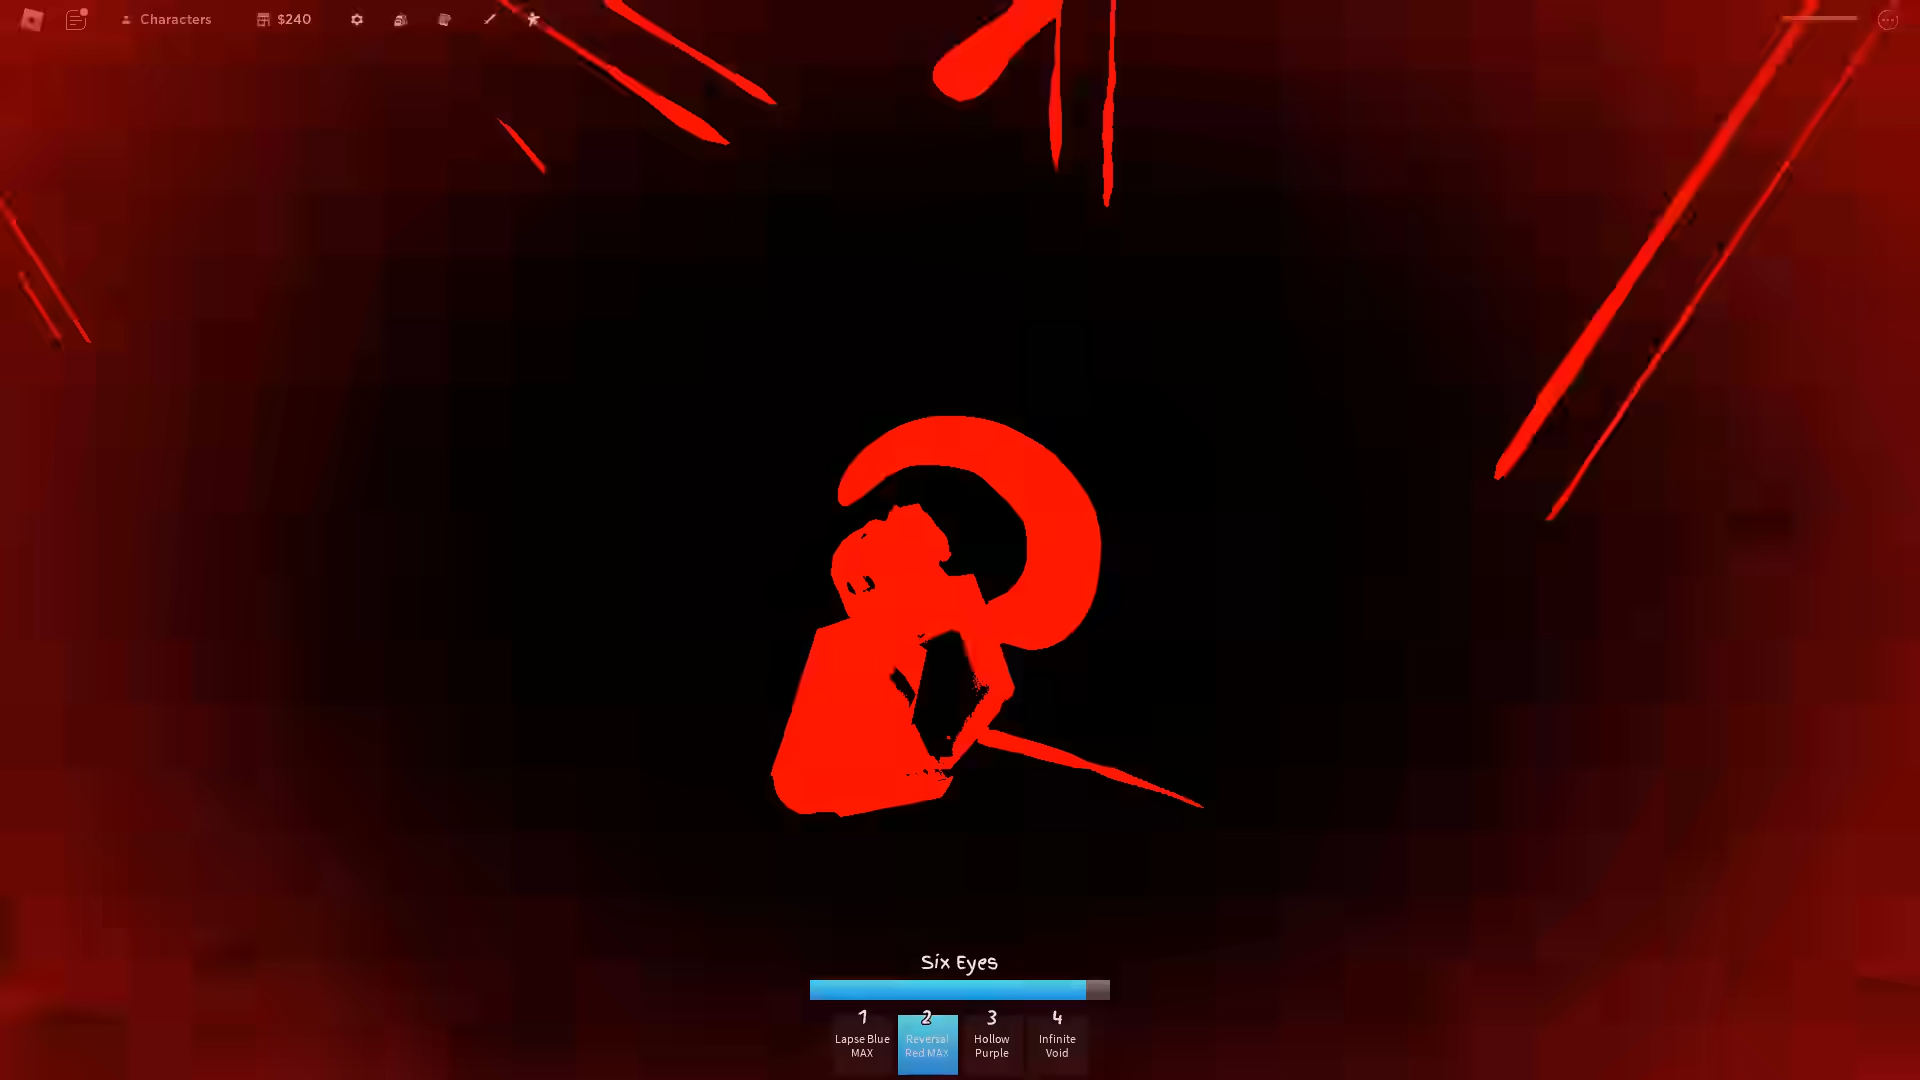 Characters
$240
Six Eyes
1 2 3 4
Lapse Blue MAX
Reversal Red MAX
Hollow Purple
Infinite Void